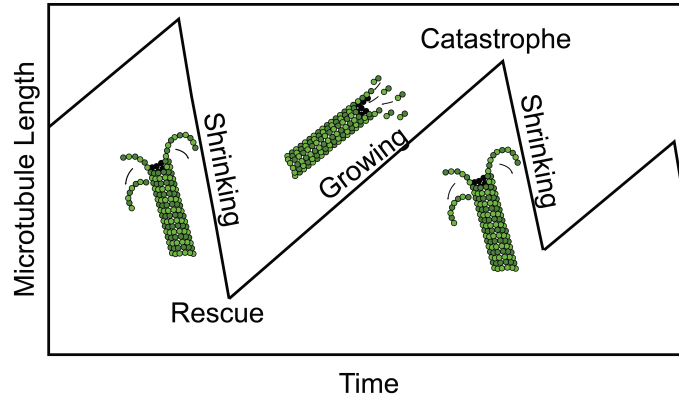 Catastrophe
Microtubule Length
Shrinking
Growing
Shrinking
Rescue
Time